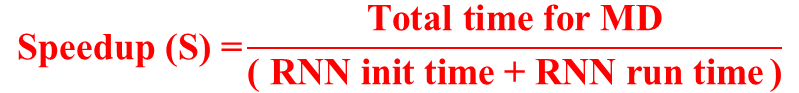 Total time for MD
Speedup (S) =
( RNN init time + RNN run time )